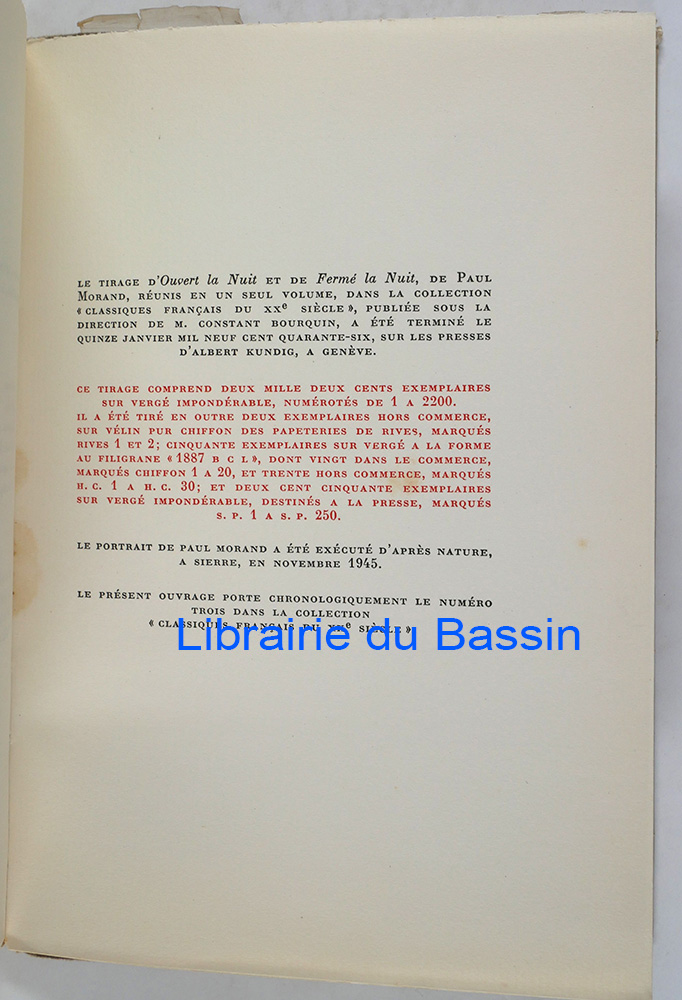 LE TIRAGE D'Ouvert la Nuit ET DE Fermé la Nuit, DE PAUL
MORAND, RÉUNIS EN UN SEUL VOLUME, DANS LA COLLECTION
« CLASSIQUES FRANÇAIS DU XXe SIÈCLE », PUBLIÉE SOUS LA
DIRECTION DE M. CONSTANT BOURQUIN, A ÉTÉ TERMINÉ LE
QUINZE JANVIER MIL NEUF CENT QUARANTE-SIX, SUR LES PRESSES
D'ALBERT KUNDIG, A GENÈVE.
CE TIRAGE COMPREND DEUX MILLE DEUX CENTS EXEMPLAIRES
SUR VERGÉ IMPONDÉRABLE, NUMÉROTÉS DE 1 A 2200.
IL A ÉTÉ TIRÉ EN OUTRE DEUX EXEMPLAIRES HORS COMMERCE,
SUR VÉLIN PUR CHIFFON DES PAPETERIES DE RIVES, MARQUÉS
RIVES 1 ET 2; CINQUANTE EXEMPLAIRES SUR VERGÉ A LA FORME
AU FILIGRANE « 1887 B C L », DONT VINGT DANS LE COMMERCE,
MARQUÉS CHIFFON 1 A 20, ET TRENTE HORS COMMERCE, MARQUÉS
H. C. 1 A H. C. 30; ET DEUX CENT CINQUANTE EXEMPLAIRES
SUR VERGÉ IMPONDÉRABLE, DESTINÉS A LA PRESSE, MARQUÉS
S. P. 1 A S. P. 250.
LE PORTRAIT DE PAUL MORAND A ÉTÉ EXÉCUTÉ D'APRÈS NATURE,
A SIERRE, EN NOVEMBRE 1945.
LE PRÉSENT OUVRAGE PORTE CHRONOLOGIQUEMENT LE NUMÉRO
TROIS DANS LA COLLECTION
« CLASSIQUES FRANÇAIS DU XXe SIÈCLE ».
Librairie du Bassin